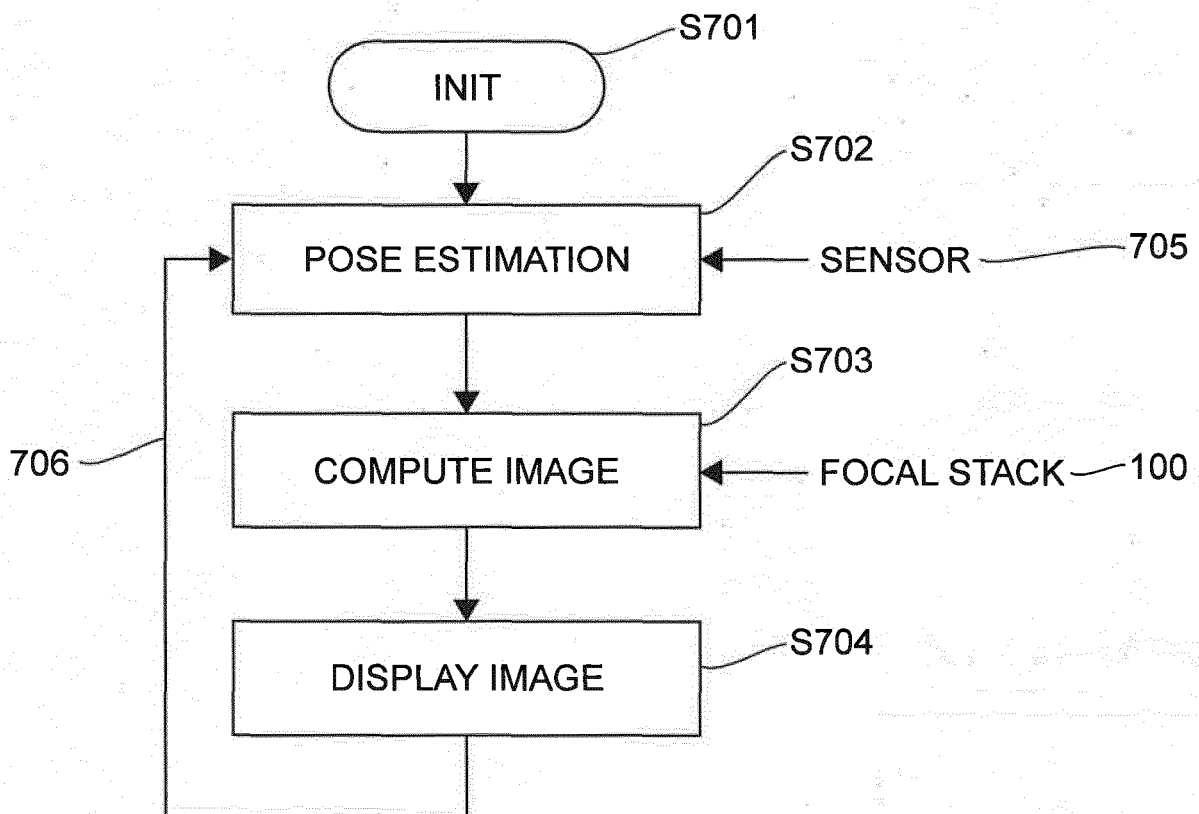 S701
INIT
S702
POSE ESTIMATION
SENSOR
705
S703
COMPUTE IMAGE
FOCAL STACK
100
706
S704
DISPLAY IMAGE